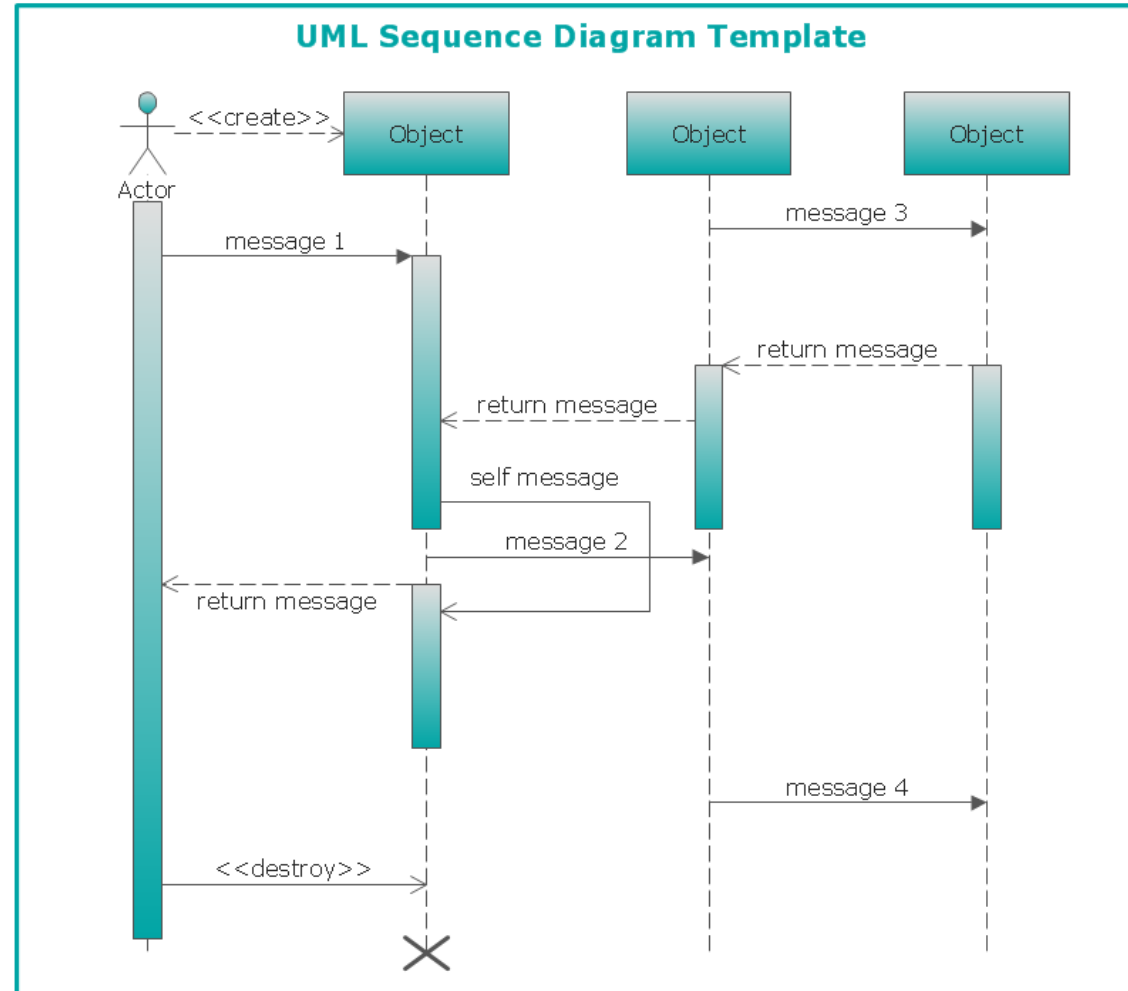 UML Sequence Diagram Template
<<create>>
Object
Object
Object
Actor
message 3
message 1
return message
return message
self message
message 2
return message
message 4
<<destroy>>